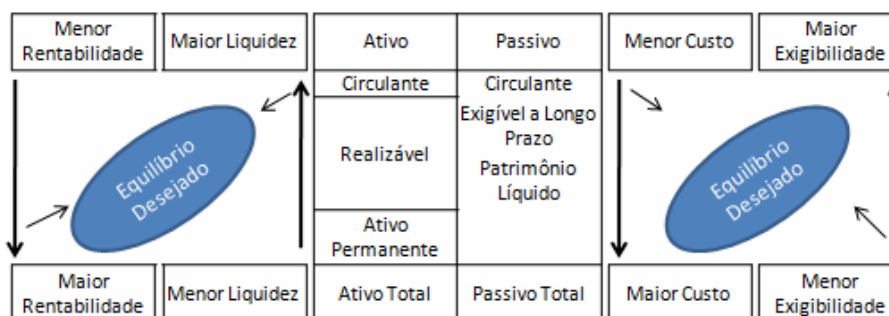 Menor
Rentabilidade
Maior Liquidez
Ativo
Passivo
Menor Custo
Maior
Exigibilidade
Circulante
Realizável
Ativo
Permanente
Circulante
Exigível a Longo
Prazo
Patrimônio
Líquido
Equilíbrio
Desejado
Equilíbrio
Desejado
Maior
Rentabilidade
Menor Liquidez
Ativo Total
Passivo Total
Maior Custo
Menor
Exigibilidade